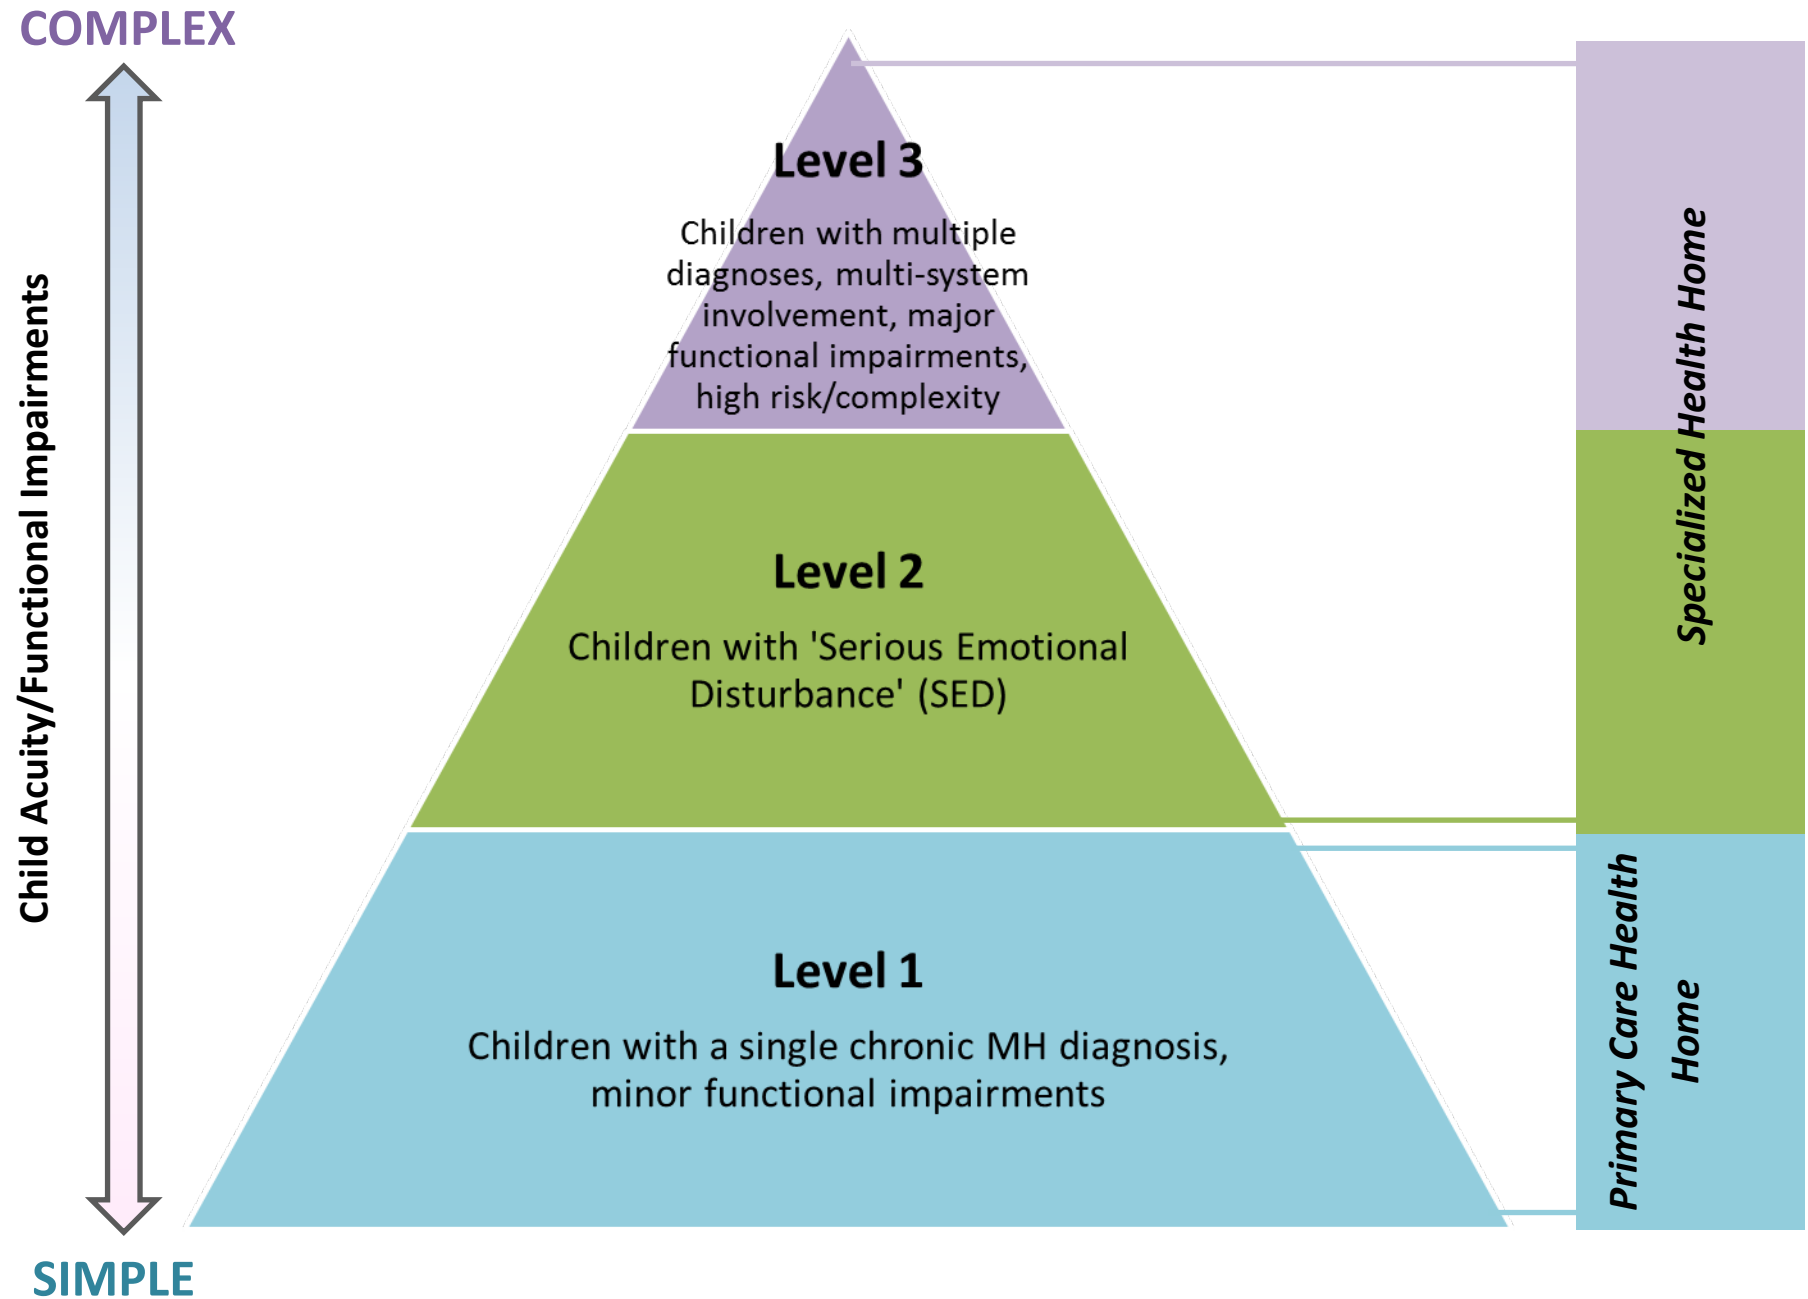 COMPLEX
Child Acuity/Functional Impairments
SIMPLE
Level 3
Children with multiple
diagnoses, multi-system
involvement, major
functional impairments,
high risk/complexity
Level 2
Children with 'Serious Emotional
Disturbance' (SED)
Level 1
Children with a single chronic MH diagnosis,
minor functional impairments
Specialized Health Home
Primary Care Health
Home